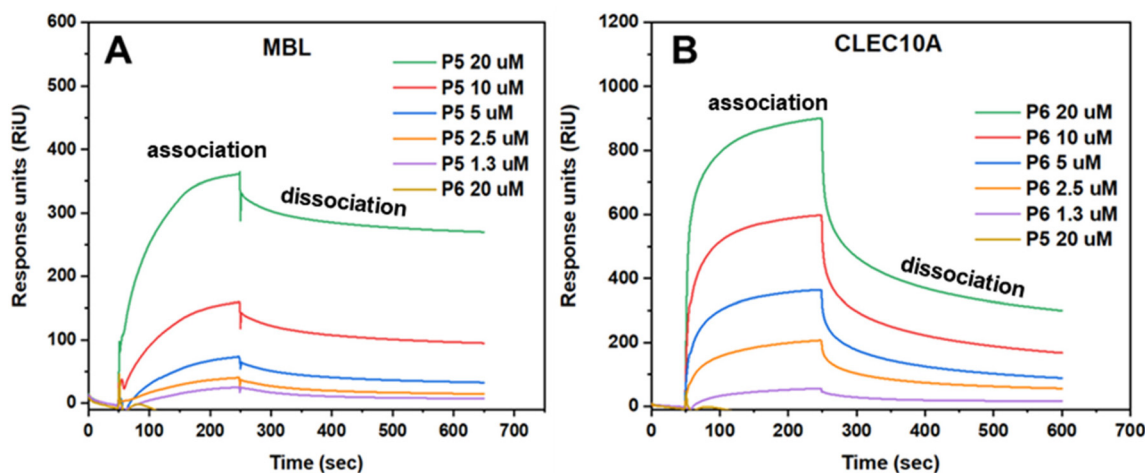 A
MBL
P5 20 uM
P5 10 uM
P5 5 uM
P5 2.5 uM
P5 1.3 uM
P6 20 uM
association
dissociation
Response units (RiU)
600
500
400
300
200
100
0
0 100 200 300 400 500 600 700
Time (sec)
B
CLEC10A
P6 20 uM
P6 10 uM
P6 5 uM
P6 2.5 uM
P6 1.3 uM
P5 20 uM
association
dissociation
Response units (RiU)
1200
1000
800
600
400
200
0
0 100 200 300 400 500 600 700
Time (sec)